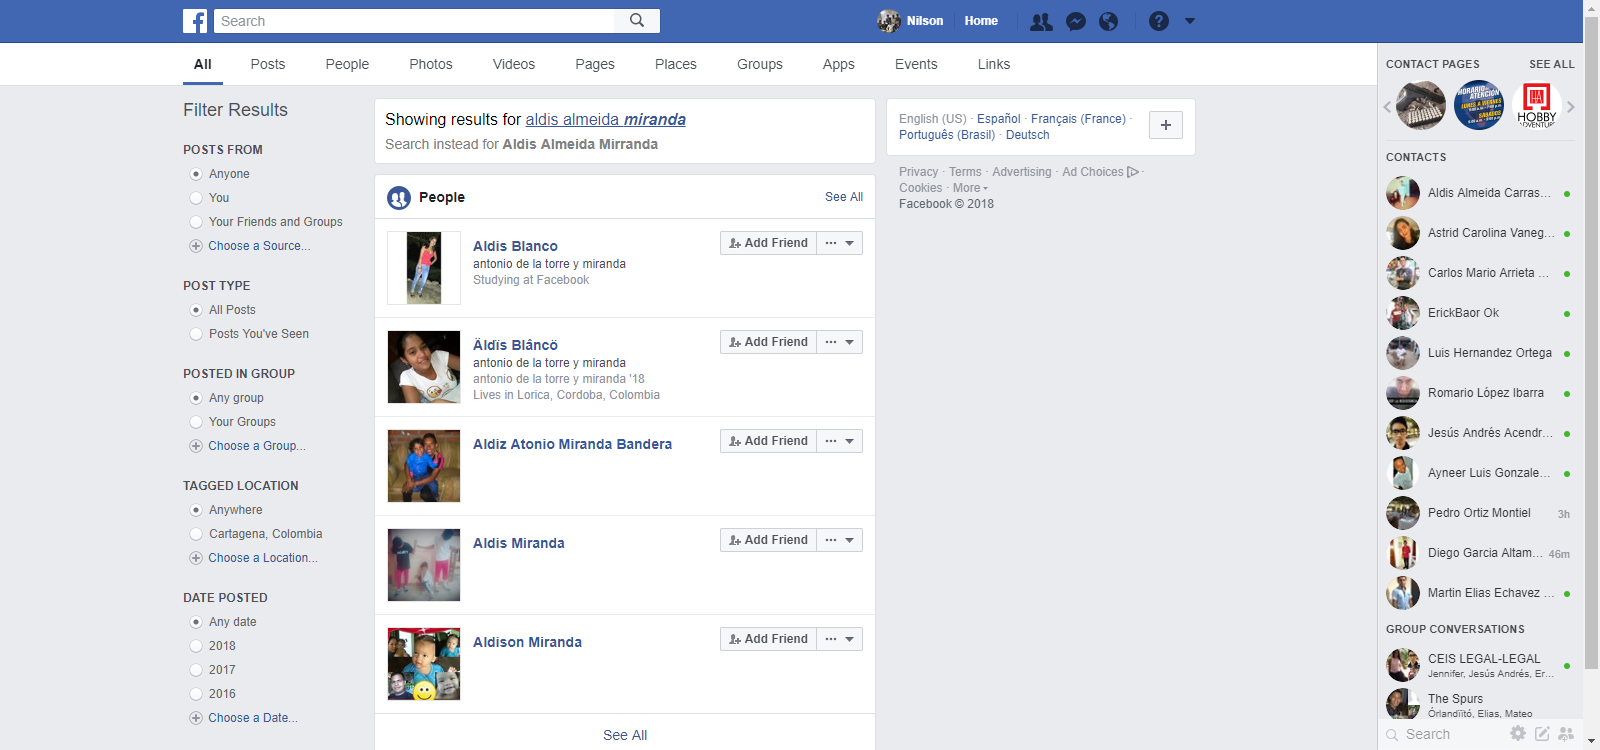 Search
Nilson
Home
?
All
Posts
People
Photos
Videos
Pages
Places
Groups
Apps
Events
Links
Filter Results
POSTS FROM
Anyone
You
Your Friends and Groups
Choose a Source...
POST TYPE
All Posts
Posts You've Seen
POSTED IN GROUP
Any group
Your Groups
Choose a Group...
TAGGED LOCATION
Anywhere
Cartagena, Colombia
Choose a Location...
DATE POSTED
Any date
2018
2017
2016
Choose a Date...
Showing results for aldis almeida miranda
Search instead for Aldis Almeida Mirranda
People
See All
Aldis Blanco
antonio de la torre y miranda
Studying at Facebook
Add Friend
Äldïs Blâncö
antonio de la torre y miranda
antonio de la torre y miranda '18
Lives in Lorica, Cordoba, Colombia
Add Friend
Aldiz Atonio Miranda Bandera
Add Friend
Aldis Miranda
Add Friend
Aldison Miranda
Add Friend
See All
English (US) · Español · Français (France) ·
Português (Brasil) · Deutsch
Privacy · Terms · Advertising · Ad Choices ·
Cookies · More
Facebook © 2018
CONTACT PAGES
SEE ALL
HORARIO DE
ATENCIÓN
LUNES A VIERNES
SÁBADOS
HOBBY
ADVENTURE
CONTACTS
Aldis Almeida Carras...
Astrid Carolina Vaneg...
Carlos Mario Arrieta ...
ErickBaor Ok
Luis Hernandez Ortega
Romario López Ibarra
Jesús Andrés Acendr...
Ayneer Luis Gonzale...
Pedro Ortiz Montiel 3h
Diego Garcia Altam... 46m
Martin Elias Echavez ...
GROUP CONVERSATIONS
CEIS LEGAL-LEGAL
Jennifer, Jesús Andrés, Er...
The Spurs
Órlandïïtó, Elias, Mateo
Search